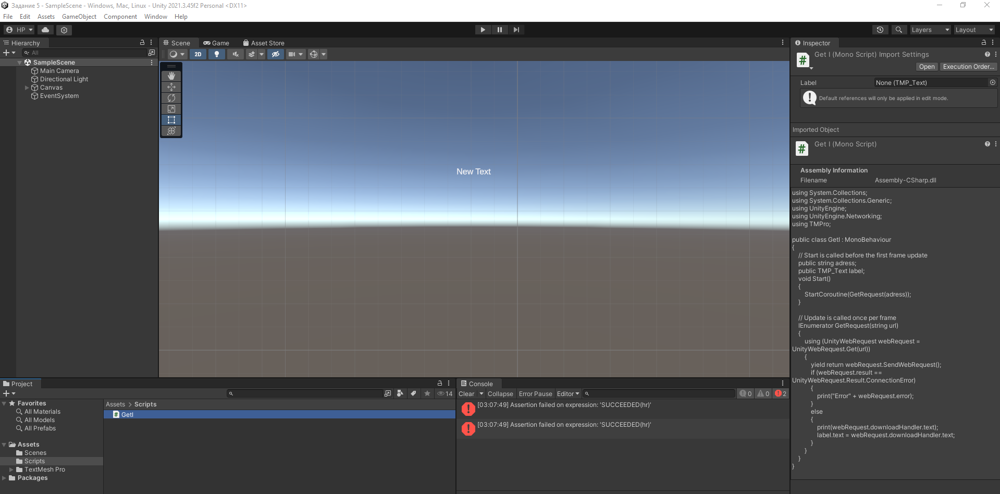 Задание 5 - SampleScene - Windows, Mac, Linux - Unity 2021.3.45f2 Personal <DX11>
File Edit Assets GameObject Component Window Help
HP
Layers Layout
Hierarchy
All
SampleScene
Main Camera
Directional Light
Canvas
EventSystem
Scene Game Asset Store
2D
New Text
Inspector
Get I (Mono Script) Import Settings
Open Execution Order...
Label None (TMP_Text)
Default references will only be applied in edit mode.
Imported Object
Get I (Mono Script)
Assembly Information
Filename Assembly-CSharp.dll
using System.Collections;
using System.Collections.Generic;
using UnityEngine;
using UnityEngine.Networking;
using TMPro;
public class GetI : MonoBehaviour
{
// Start is called before the first frame update
public string adress;
public TMP_Text label;
void Start()
{
StartCoroutine(GetRequest(adress));
}
// Update is called once per frame
IEnumerator GetRequest(string url)
{
using (UnityWebRequest webRequest =
UnityWebRequest.Get(url))
{
yield return webRequest.SendWebRequest();
if (webRequest.result ==
UnityWebRequest.Result.ConnectionError)
{
print("Error" + webRequest.error);
}
else
{
print(webRequest.downloadHandler.text);
label.text = webRequest.downloadHandler.text;
}
}
}
}
Project
14
Favorites
All Materials
All Models
All Prefabs
Assets
Scenes
Scripts
TextMesh Pro
Packages
Assets > Scripts
GetI
Console
Clear Collapse Error Pause Editor 0 0 2
[03:07:49] Assertion failed on expression: 'SUCCEEDED(hr)'
[03:07:49] Assertion failed on expression: 'SUCCEEDED(hr)'